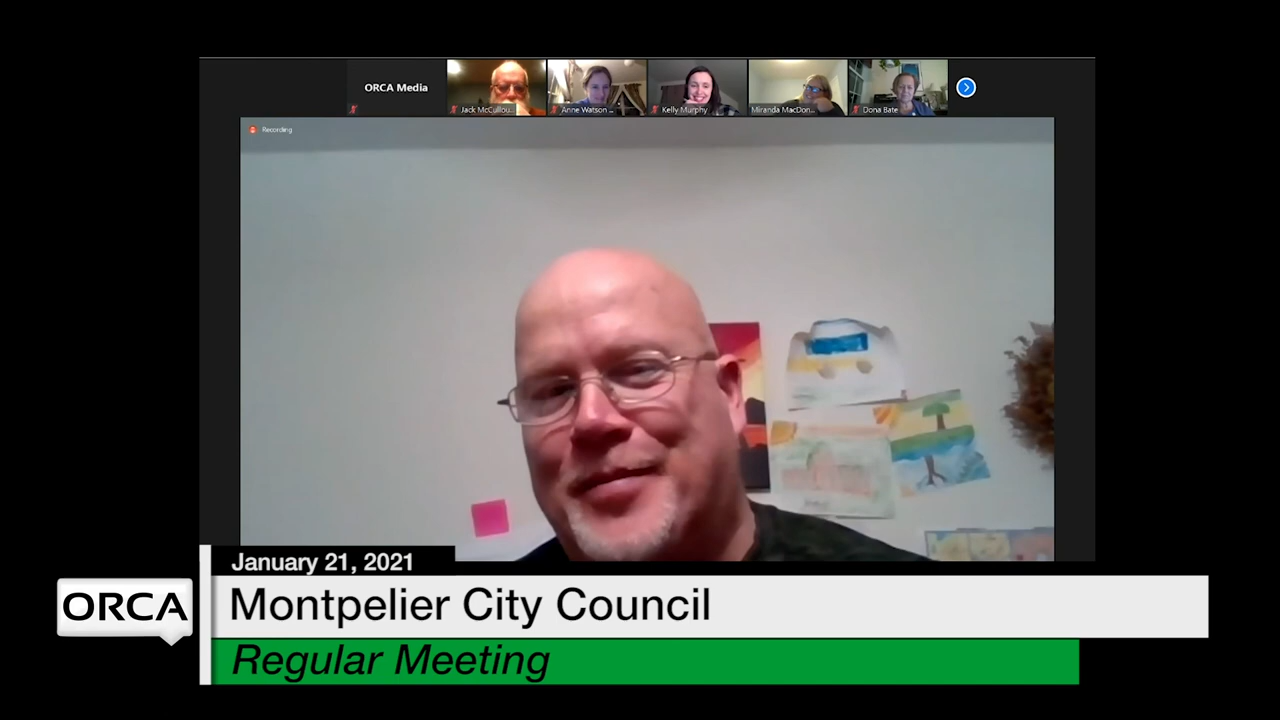 ORCA Media
Jack McCullou...
Anne Watson ...
Kelly Murphy
Miranda MacDon...
Dona Bate
Recording
January 21, 2021
ORCA
Montpelier City Council
Regular Meeting